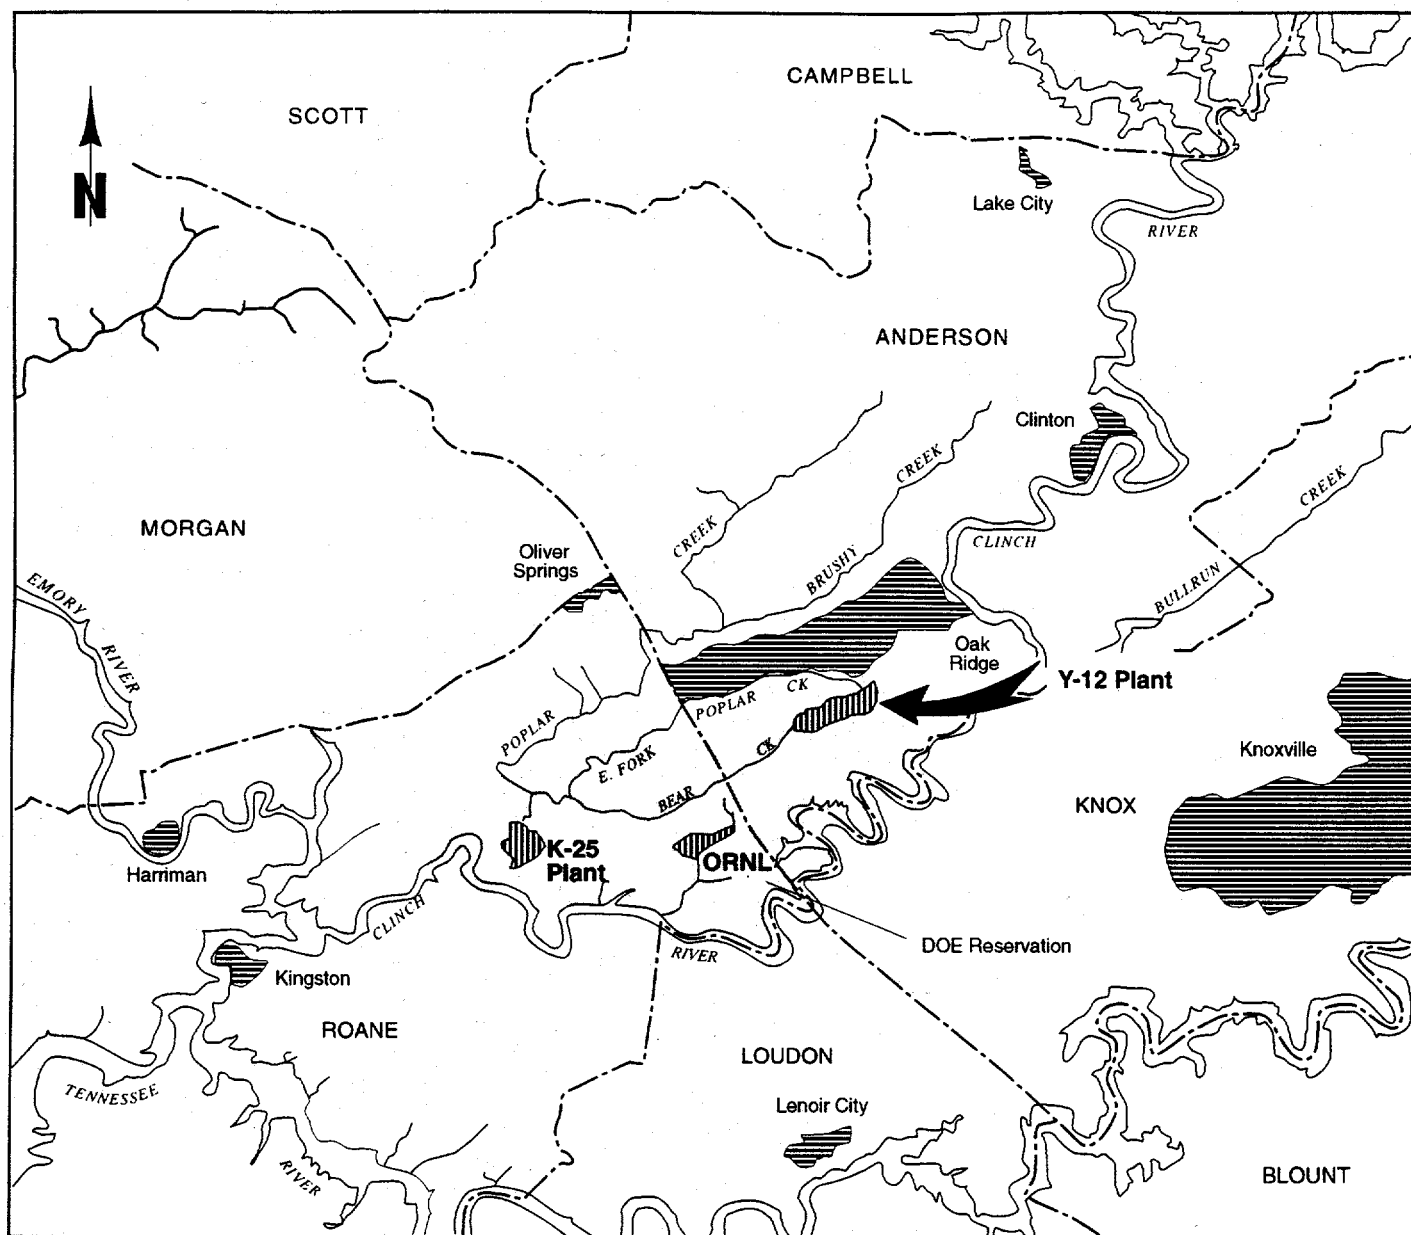 CAMPBELL
SCOTT
N
Lake City
RIVER
ANDERSON
Clinton
CREEK
CREEK
MORGAN
CREEK
CLINCH
Oliver
Springs
BRUSHY
BULLRUN
EMORY
RIVER
Oak
Ridge
Y-12 Plant
CK
POPLAR
POPLAR
E. FORK
CK
Knoxville
BEAR
KNOX
K-25
Plant
ORNL
Harriman
CLINCH
RIVER
DOE Reservation
Kingston
ROANE
LOUDON
TENNESSEE
Lenoir City
RIVER
BLOUNT